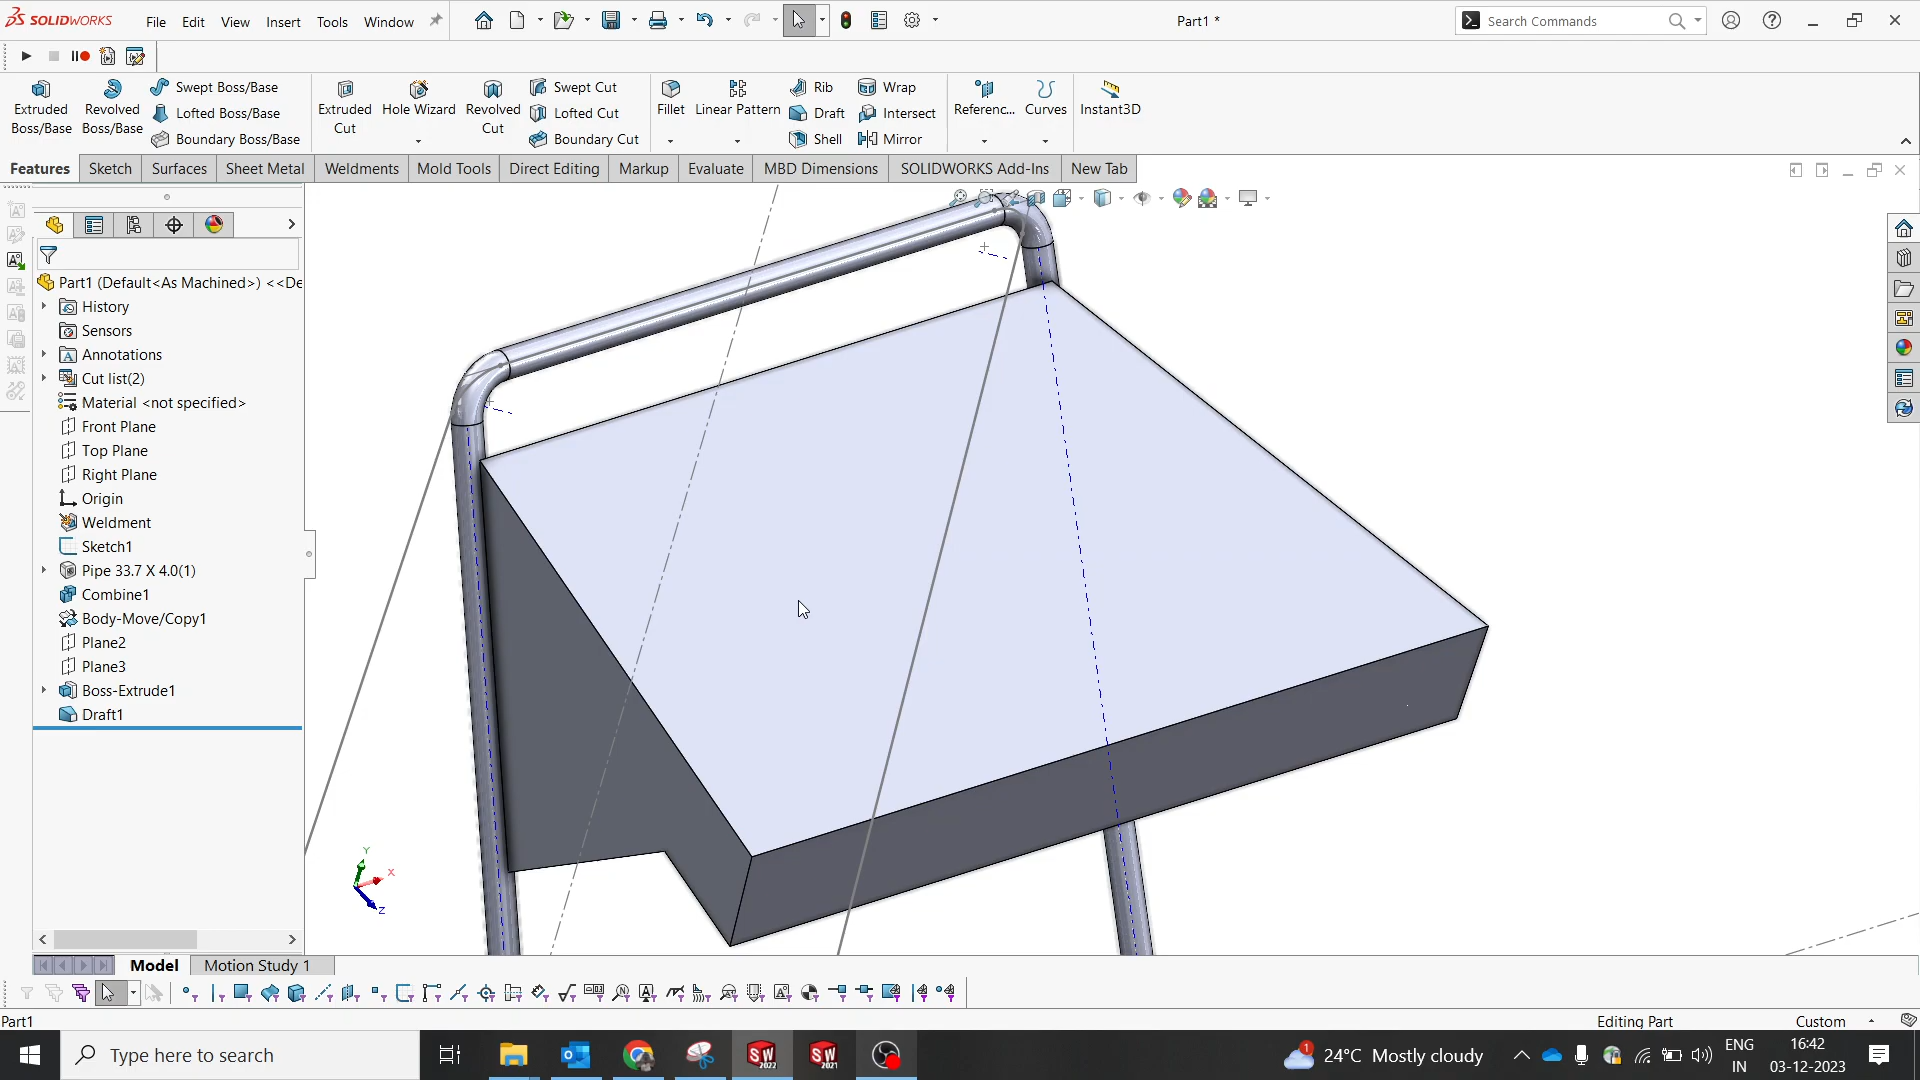 SOLIDWORKS File Edit View Insert Tools Window Part1 * Search Commands
Extruded Boss/Base
Revolved Boss/Base
Swept Boss/Base
Lofted Boss/Base
Boundary Boss/Base
Extruded Cut
Hole Wizard
Revolved Cut
Swept Cut
Lofted Cut
Boundary Cut
Fillet
Linear Pattern
Rib
Draft
Shell
Wrap
Intersect
Mirror
Referenc...
Curves
Instant3D
Features Sketch Surfaces Sheet Metal Weldments Mold Tools Direct Editing Markup Evaluate MBD Dimensions SOLIDWORKS Add-Ins New Tab
Part1 (Default<As Machined>) <<De
History
Sensors
Annotations
Cut list(2)
Material <not specified>
Front Plane
Top Plane
Right Plane
Origin
Weldment
Sketch1
Pipe 33.7 X 4.0(1)
Combine1
Body-Move/Copy1
Plane2
Plane3
Boss-Extrude1
Draft1
Y
X
Z
Model Motion Study 1
Part1 Editing Part Custom
Type here to search
SW 2022
SW 2021
1
24°C Mostly cloudy
ENG
IN
16:42
03-12-2023